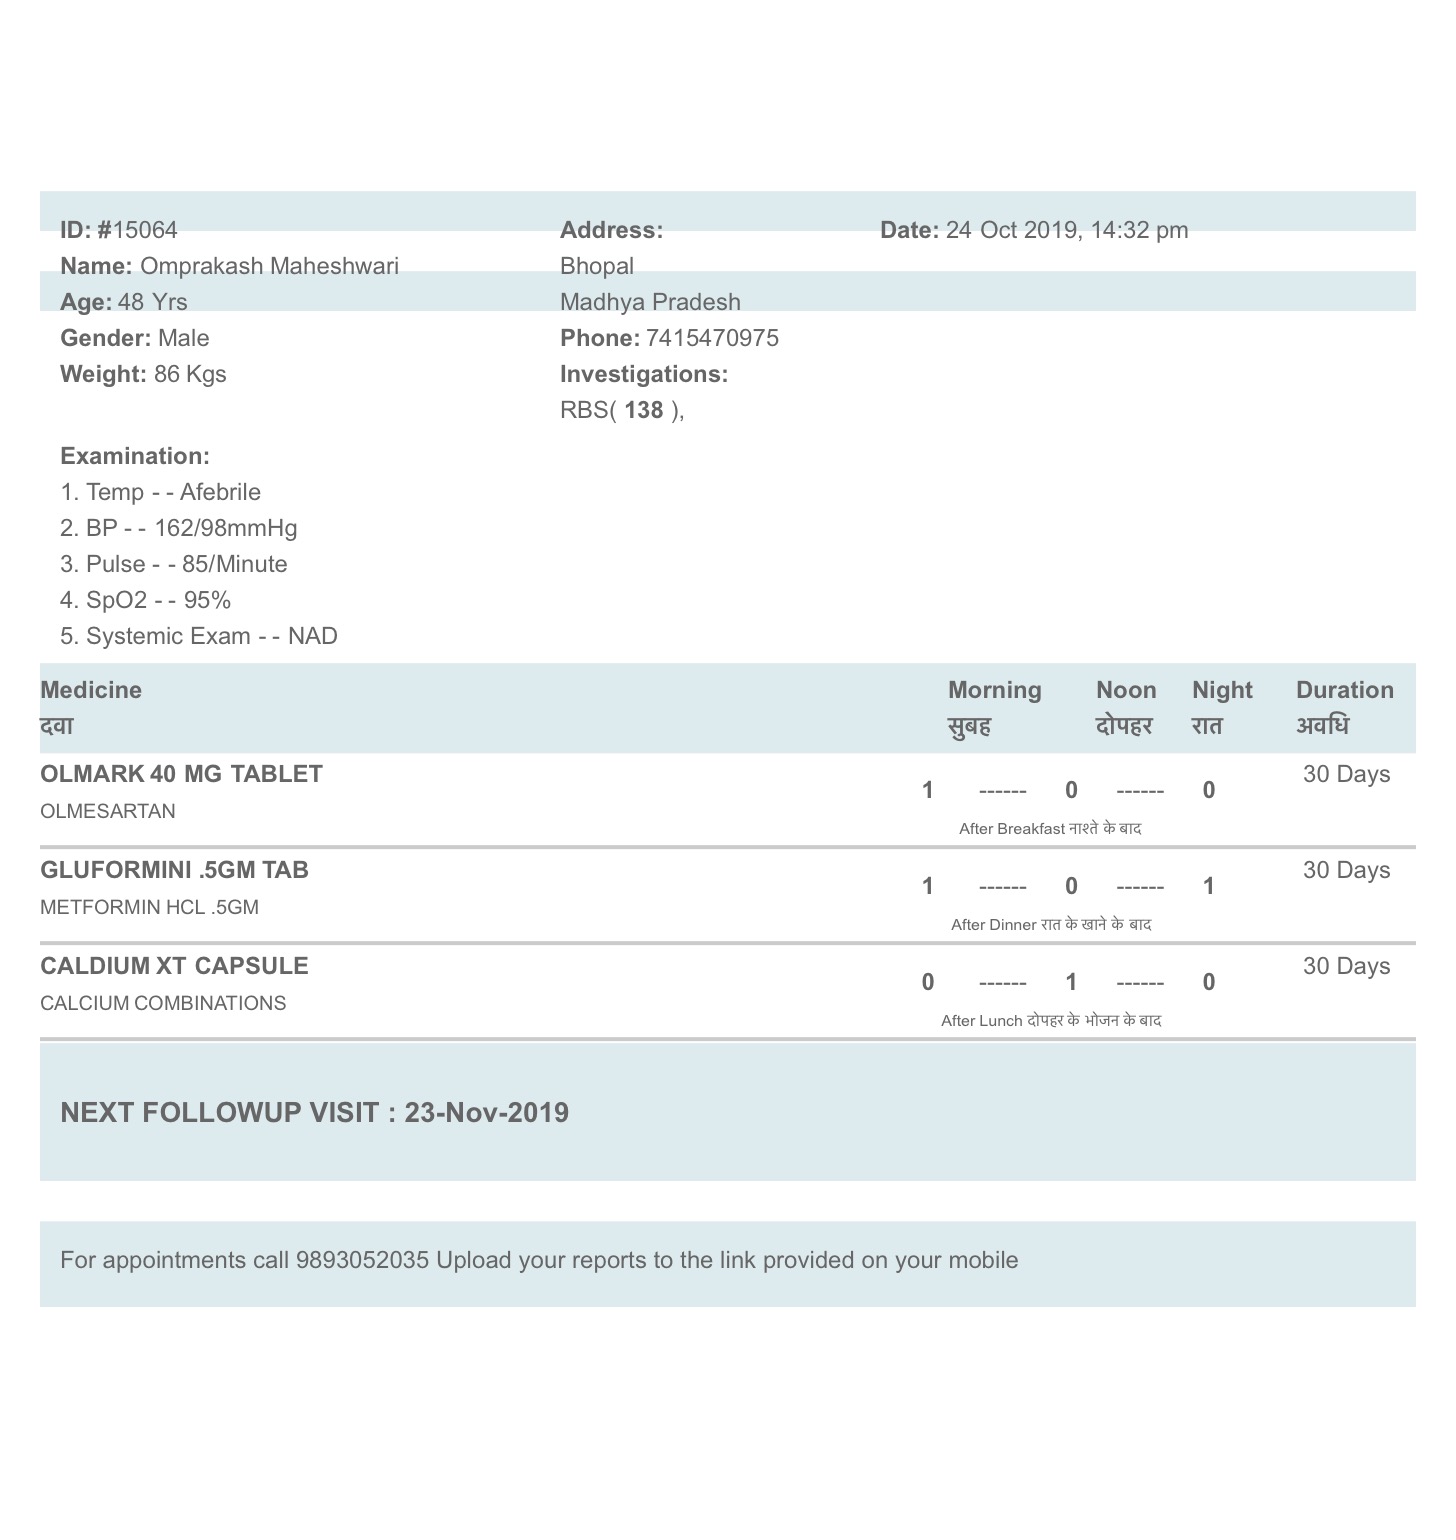 ID: #15064 Address: Date: 24 Oct 2019, 14:32 pm
Name: Omprakash Maheshwari Bhopal
Age: 48 Yrs Madhya Pradesh
Gender: Male Phone: 7415470975
Weight: 86 Kgs Investigations:
RBS( 138 ),
Examination:
1. Temp - - Afebrile
2. BP - - 162/98mmHg
3. Pulse - - 85/Minute
4. SpO2 - - 95%
5. Systemic Exam - - NAD
Medicine Morning Noon Night Duration
दवा सुबह दोपहर रात अवधि
OLMARK 40 MG TABLET 30 Days
1 ------ 0 ------ 0
OLMESARTAN
After Breakfast नाश्ते के बाद
GLUFORMINI .5GM TAB 30 Days
1 ------ 0 ------ 1
METFORMIN HCL .5GM
After Dinner रात के खाने के बाद
CALDIUM XT CAPSULE 30 Days
0 ------ 1 ------ 0
CALCIUM COMBINATIONS
After Lunch दोपहर के भोजन के बाद
NEXT FOLLOWUP VISIT : 23-Nov-2019
For appointments call 9893052035 Upload your reports to the link provided on your mobile